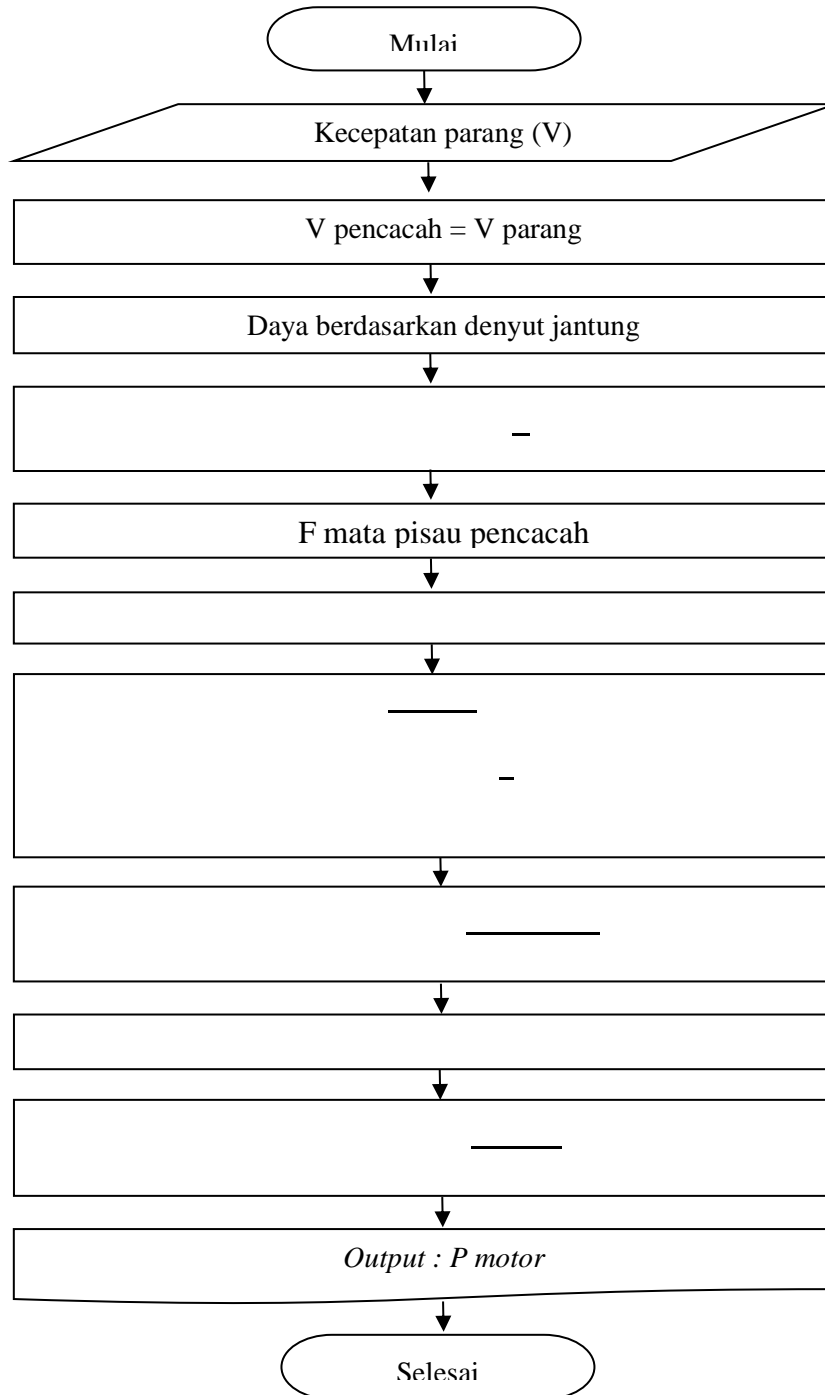 Mulai
Kecepatan parang (V)
V pencacah = V parang
Daya berdasarkan denyut jantung
F mata pisau pencacah
Output : P motor
Selesai